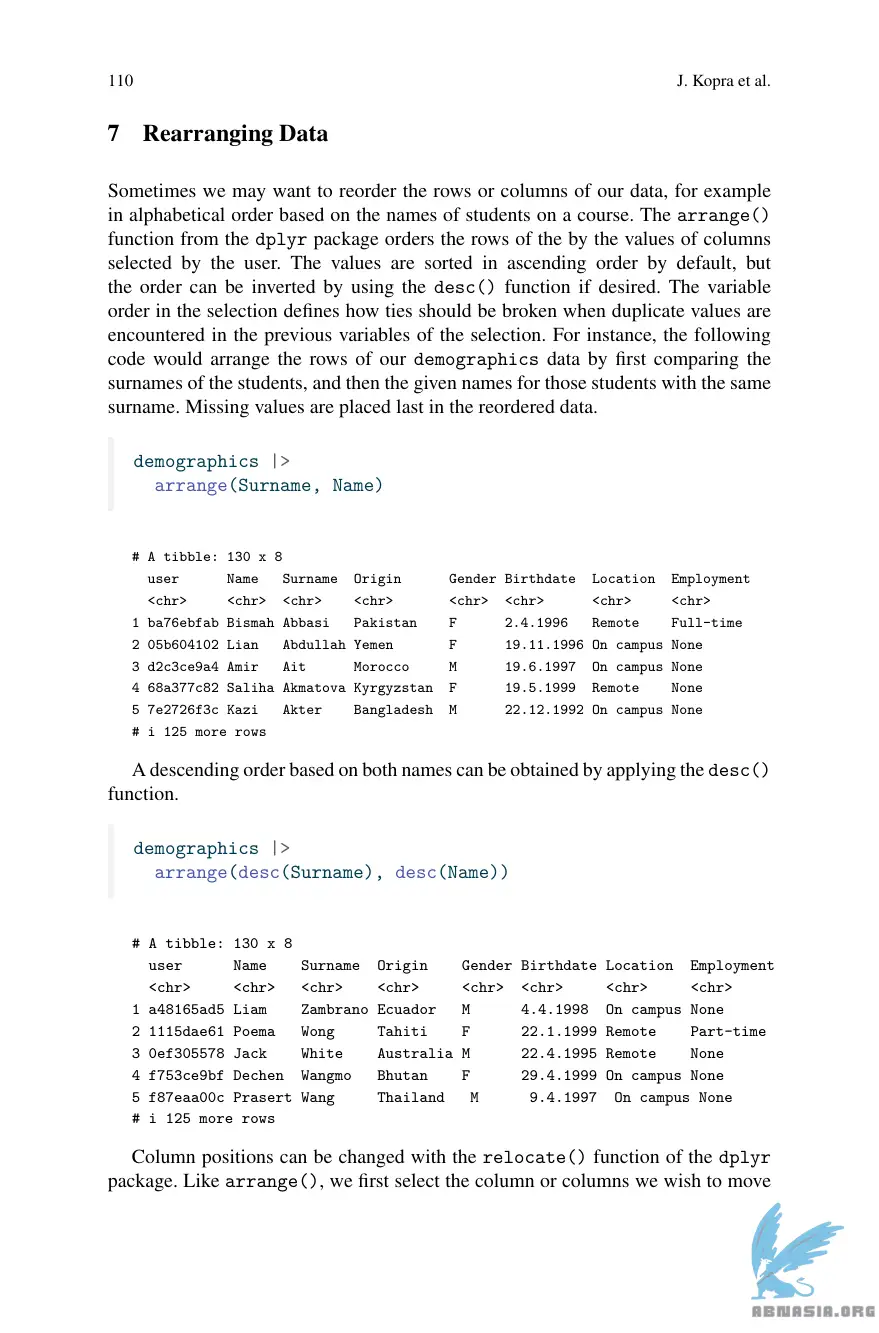 110 J. Kopra et al.
7 Rearranging Data
Sometimes we may want to reorder the rows or columns of our data, for example
in alphabetical order based on the names of students on a course. The arrange()
function from the dplyr package orders the rows of the by the values of columns
selected by the user. The values are sorted in ascending order by default, but
the order can be inverted by using the desc() function if desired. The variable
order in the selection defines how ties should be broken when duplicate values are
encountered in the previous variables of the selection. For instance, the following
code would arrange the rows of our demographics data by first comparing the
surnames of the students, and then the given names for those students with the same
surname. Missing values are placed last in the reordered data.
demographics |>
  arrange(Surname, Name)
# A tibble: 130 x 8
  user      Name   Surname  Origin      Gender Birthdate  Location  Employment
  <chr>     <chr>  <chr>    <chr>       <chr>  <chr>      <chr>     <chr>
1 ba76ebfab Bismah Abbasi   Pakistan    F      2.4.1996   Remote    Full-time
2 05b604102 Lian   Abdullah Yemen       F      19.11.1996 On campus None
3 d2c3ce9a4 Amir   Ait      Morocco     M      19.6.1997  On campus None
4 68a377c82 Saliha Akmatova Kyrgyzstan  F      19.5.1999  Remote    None
5 7e2726f3c Kazi   Akter    Bangladesh  M      22.12.1992 On campus None
# i 125 more rows
A descending order based on both names can be obtained by applying the desc()
function.
demographics |>
  arrange(desc(Surname), desc(Name))
# A tibble: 130 x 8
  user      Name    Surname  Origin    Gender Birthdate Location  Employment
  <chr>     <chr>   <chr>    <chr>     <chr>  <chr>     <chr>     <chr>
1 a48165ad5 Liam    Zambrano Ecuador   M      4.4.1998  On campus None
2 1115dae61 Poema   Wong     Tahiti    F      22.1.1999 Remote    Part-time
3 0ef305578 Jack    White    Australia M      22.4.1995 Remote    None
4 f753ce9bf Dechen  Wangmo   Bhutan    F      29.4.1999 On campus None
5 f87eaa00c Prasert Wang     Thailand   M      9.4.1997  On campus None
# i 125 more rows
Column positions can be changed with the relocate() function of the dplyr
package. Like arrange(), we first select the column or columns we wish to move
ABNASIA.ORG